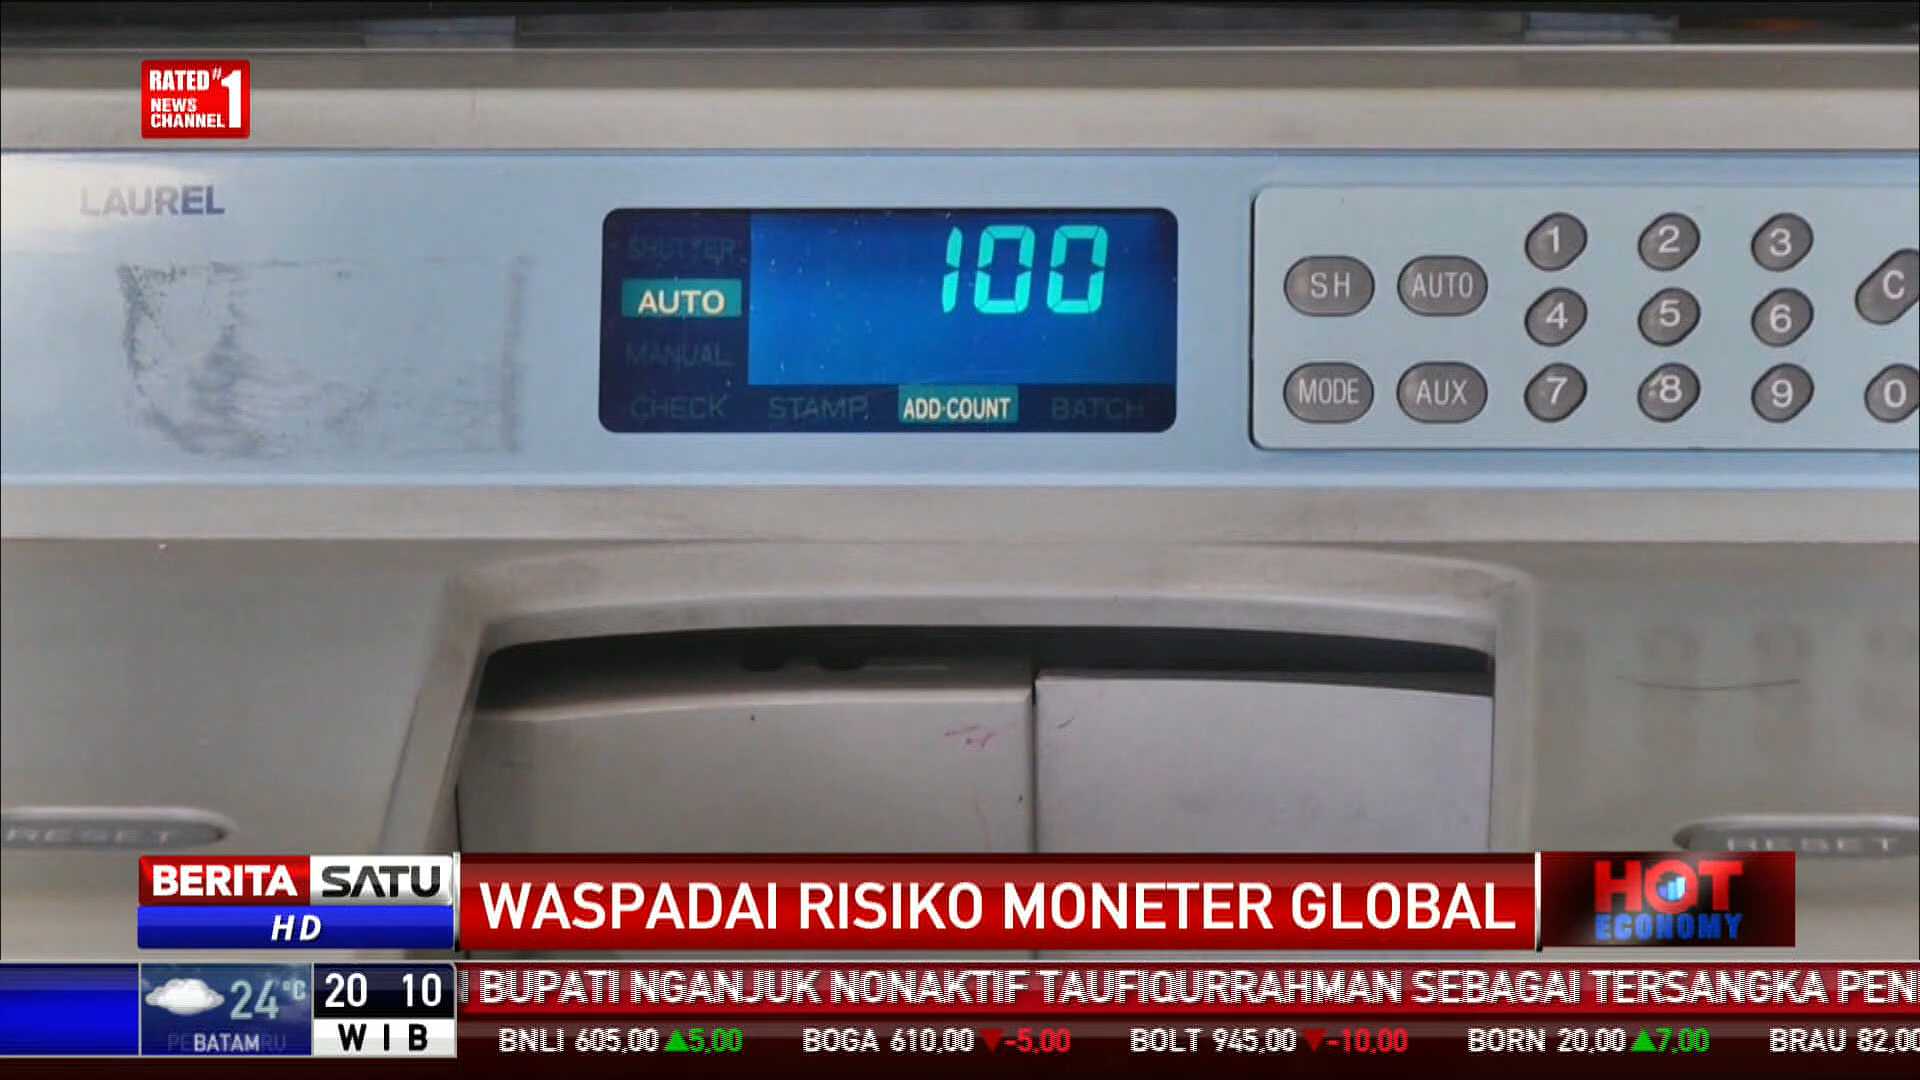 RATED #1
NEWS
CHANNEL
LAUREL
SHUTTER
AUTO
MANUAL
CHECK STAMP ADD-COUNT BATCH
100
SH AUTO 1 2 3 C
4 5 6
MODE AUX 7 8 9 0
RESET RESET
BERITA SATU
HD
WASPADAI RISIKO MONETER GLOBAL
HOT
ECONOMY
24°C
BATAM
20 10
WIB
BUPATI NGANJUK NONAKTIF TAUFIQURRAHMAN SEBAGAI TERSANGKA PEN
BNLI 605,00 ▲5,00 BOGA 610,00 ▼-5,00 BOLT 945,00 ▼-10,00 BORN 20,00 ▲7,00 BRAU 82,00